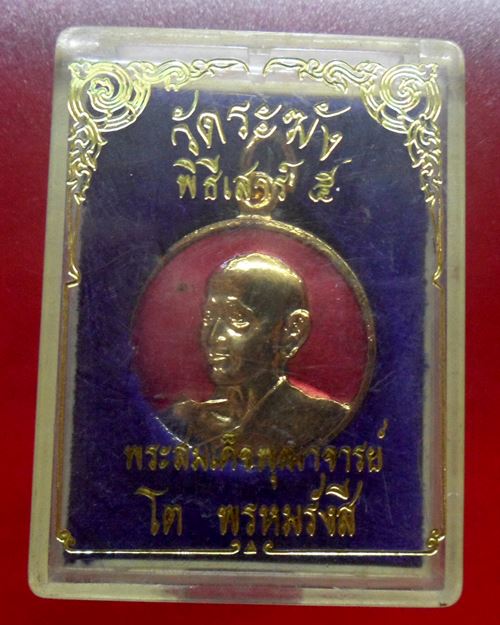 วัดระฆัง
พิธีเสาร์ ๕
พระสมเด็จพุฒาจารย์
โต พรหมรังสี